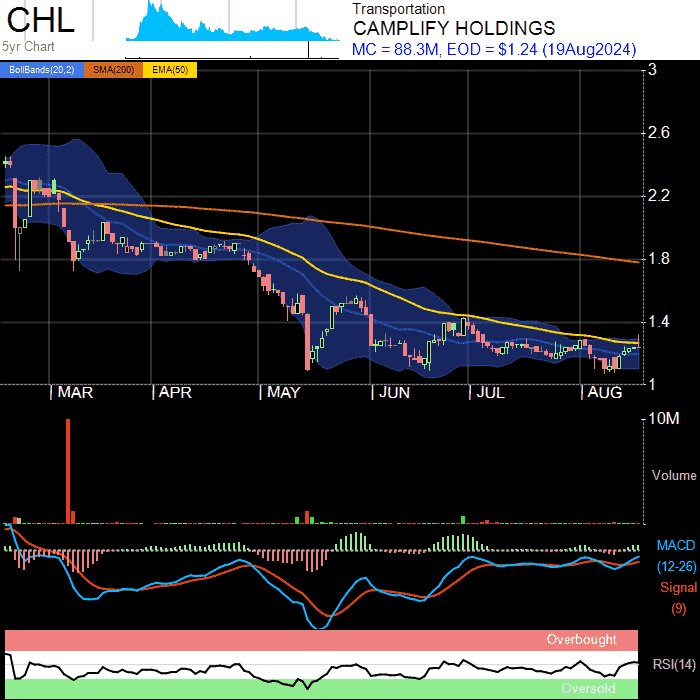 CHL
5yr Chart
Transportation
CAMPLIFY HOLDINGS
MC = 88.3M, EOD = $1.24 (19Aug2024)
BollBands(20,2) SMA(200) EMA(50)
3
2.6
2.2
1.8
1.4
1
MAR APR MAY JUN JUL AUG
10M
Volume
MACD
(12-26)
Signal
(9)
Overbought
RSI(14)
Oversold